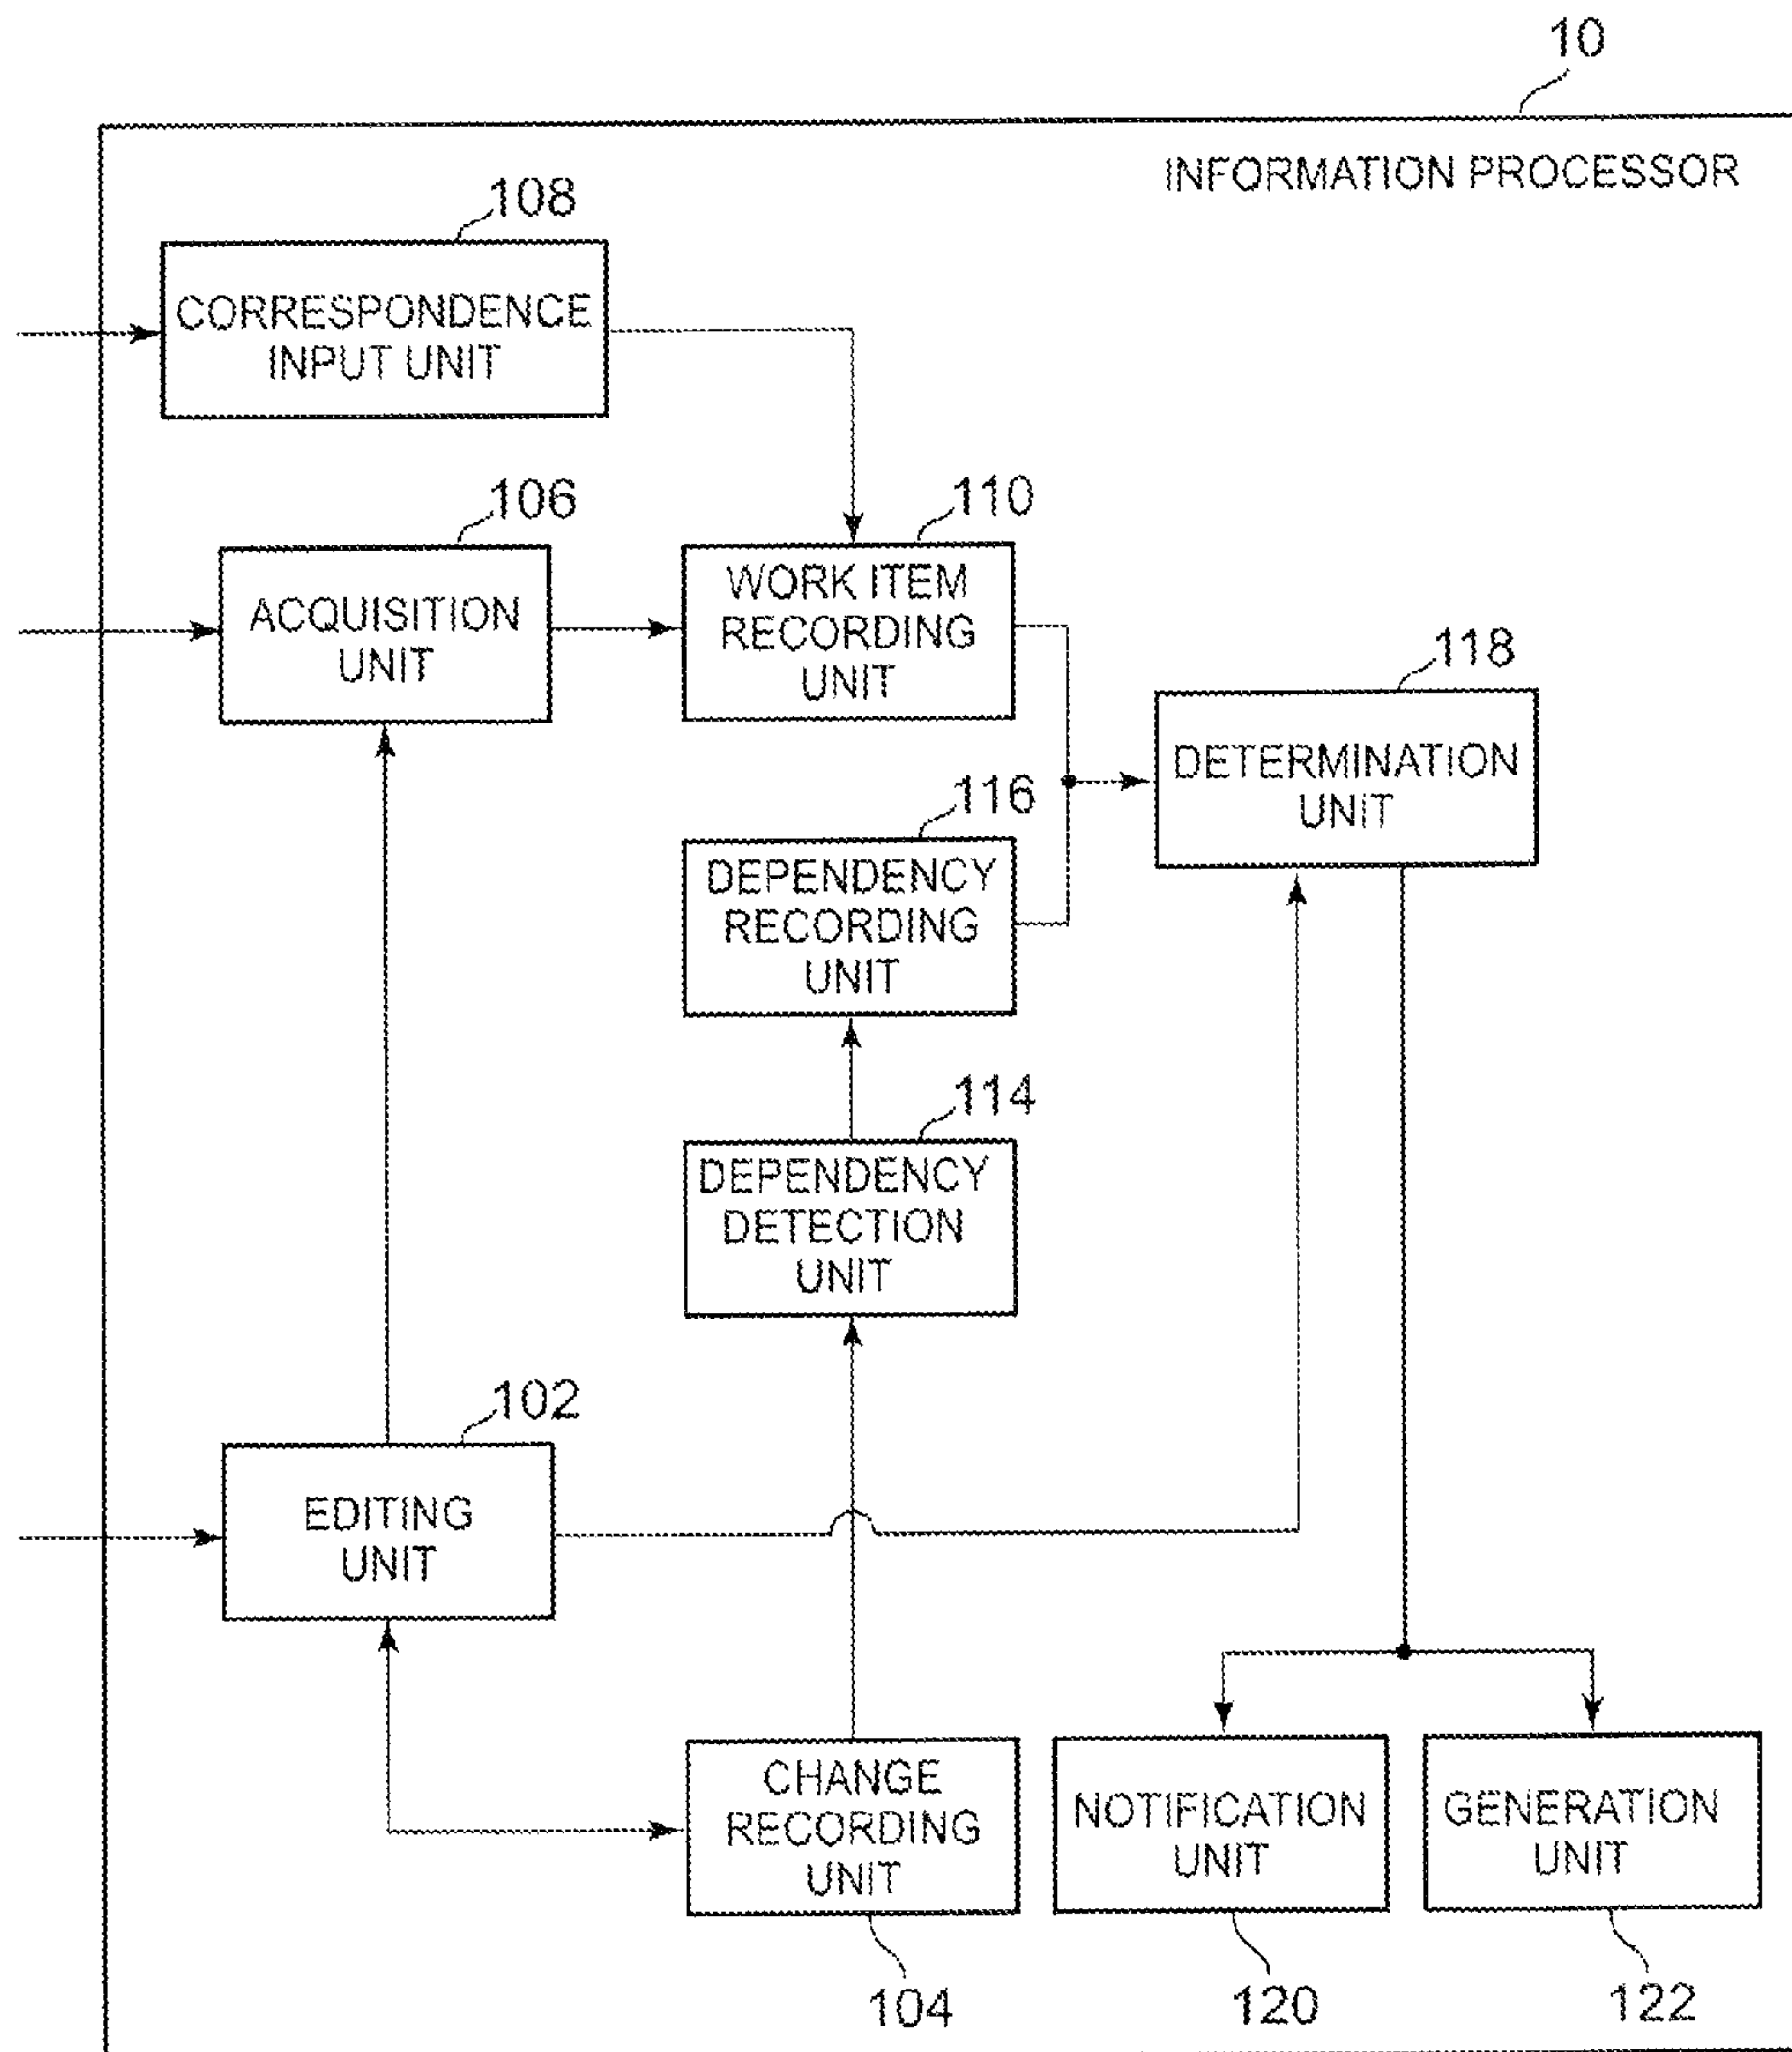 10
INFORMATION PROCESSOR
108
CORRESPONDENCE
INPUT UNIT
106
ACQUISITION
UNIT
110
WORK ITEM
RECORDING
UNIT
118
DETERMINATION
UNIT
116
DEPENDENCY
RECORDING
UNIT
114
DEPENDENCY
DETECTION
UNIT
102
EDITING
UNIT
CHANGE
RECORDING
UNIT
104
NOTIFICATION
UNIT
120
GENERATION
UNIT
122